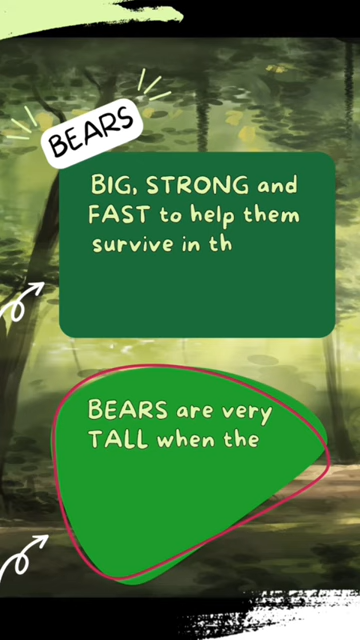 BEARS
BIG, STRONG and
FAST to help them
survive in th
BEARS are very
TALL when the